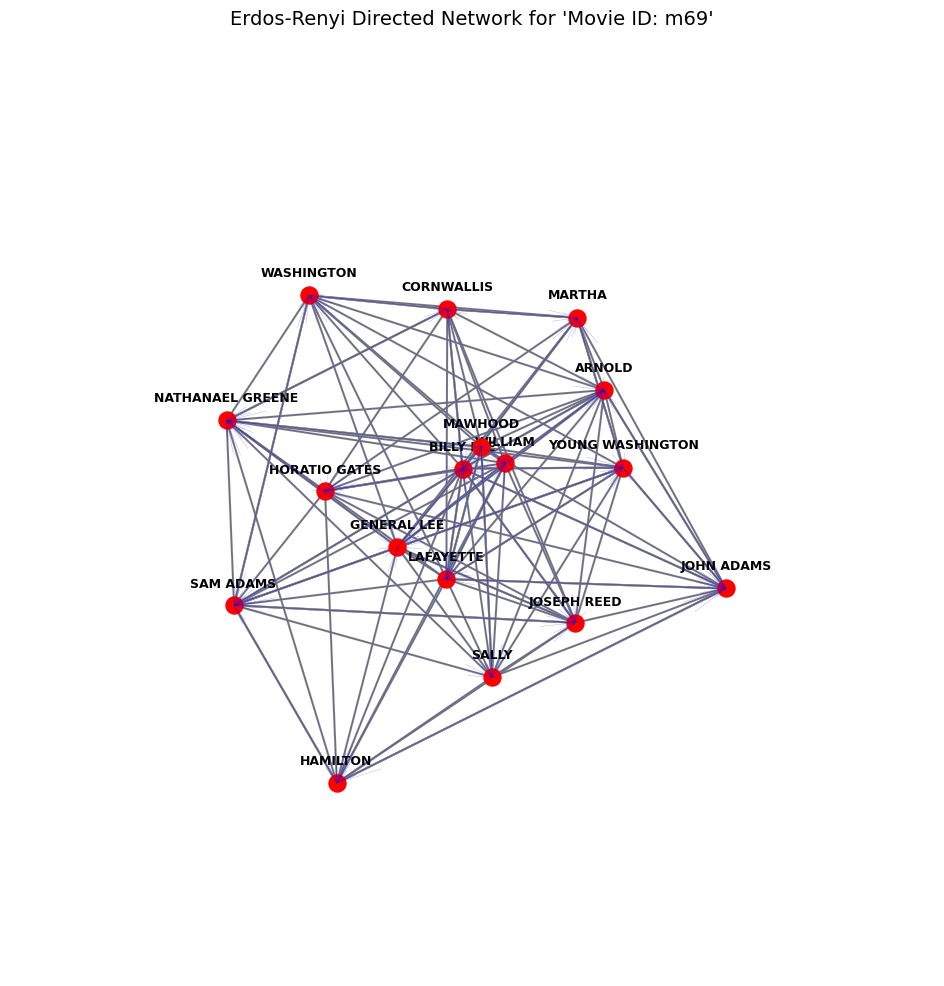 Erdos-Renyi Directed Network for 'Movie ID: m69'
WASHINGTON
CORNWALLIS
MARTHA
ARNOLD
NATHANAEL GREENE
MAWHOOD
BILLY
WILLIAM
YOUNG WASHINGTON
HORATIO GATES
GENERAL LEE
LAFAYETTE
JOHN ADAMS
SAM ADAMS
JOSEPH REED
SALLY
HAMILTON